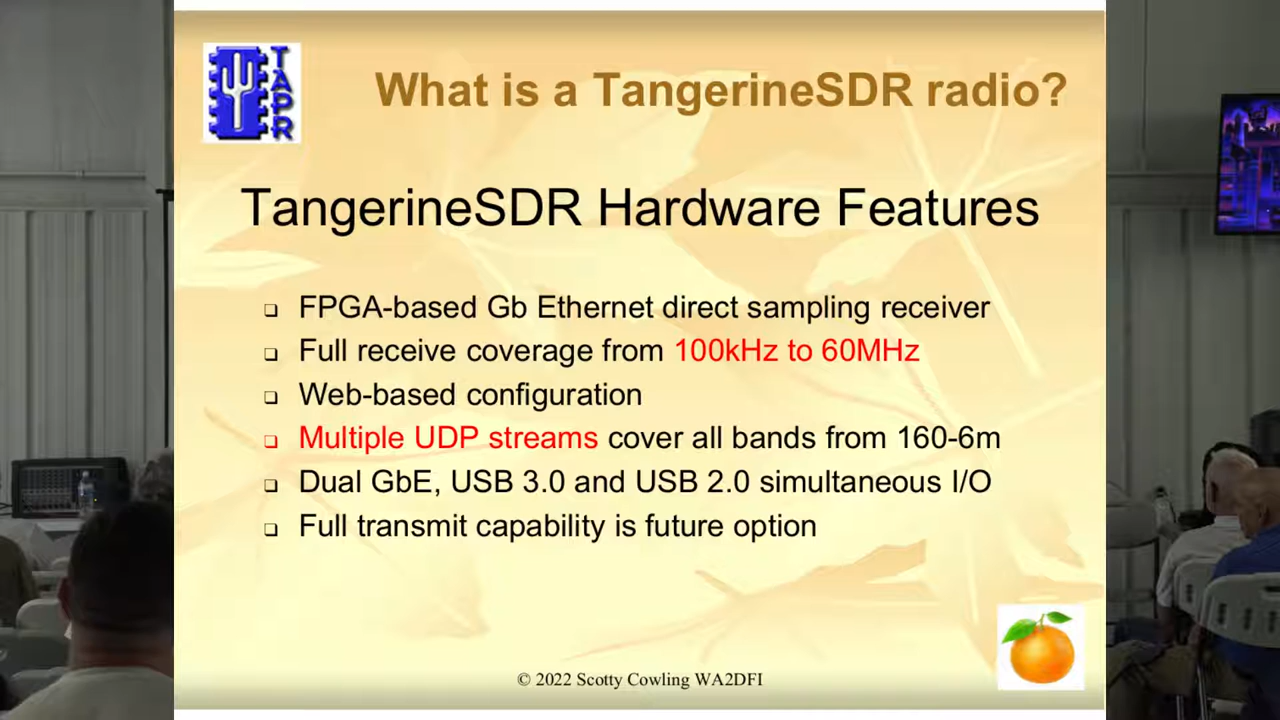 TAPR
What is a TangerineSDR radio?
TangerineSDR Hardware Features
FPGA-based Gb Ethernet direct sampling receiver
Full receive coverage from 100kHz to 60MHz
Web-based configuration
Multiple UDP streams cover all bands from 160-6m
Dual GbE, USB 3.0 and USB 2.0 simultaneous I/O
Full transmit capability is future option
© 2022 Scotty Cowling WA2DFI